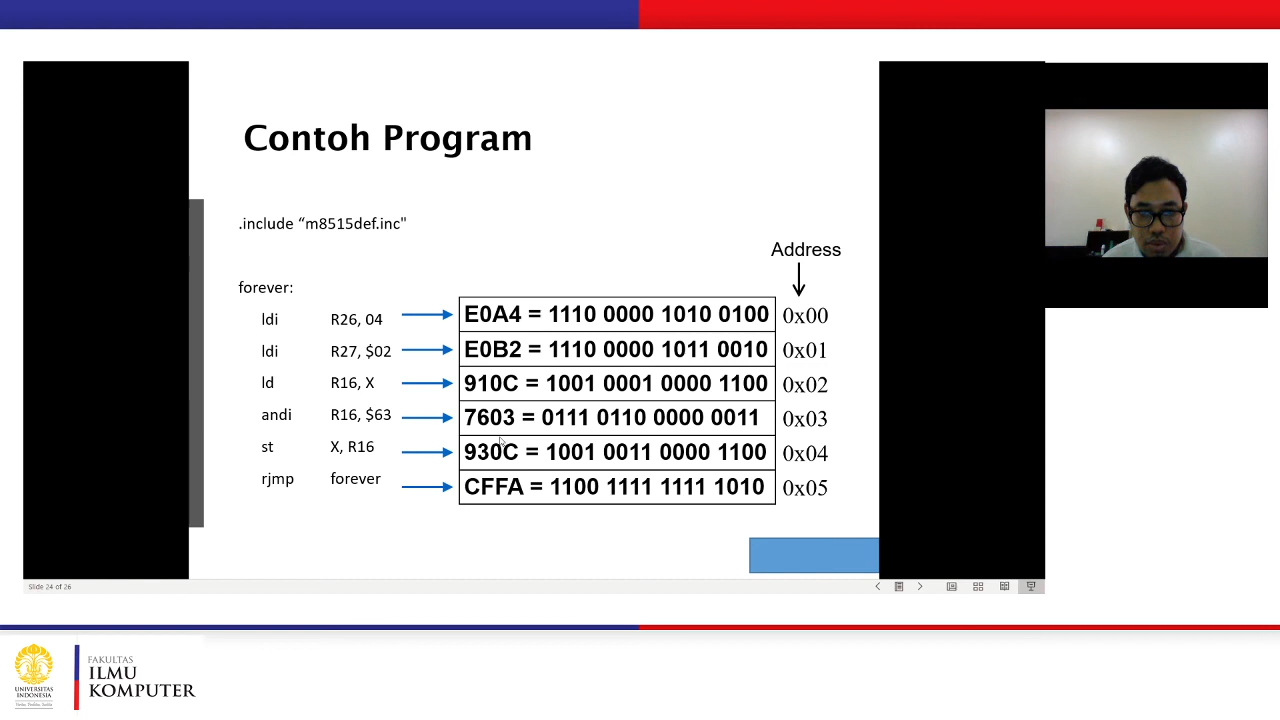 Contoh Program
.include “m8515def.inc"
Address
forever:
ldi R26, 04 E0A4 = 1110 0000 1010 0100 0x00
ldi R27, $02 E0B2 = 1110 0000 1011 0010 0x01
ld R16, X 910C = 1001 0001 0000 1100 0x02
andi R16, $63 7603 = 0111 0110 0000 0011 0x03
st X, R16 930C = 1001 0011 0000 1100 0x04
rjmp forever CFFA = 1100 1111 1111 1010 0x05
Slide 24 of 26
UNIVERSITAS
INDONESIA
FAKULTAS
ILMU
KOMPUTER